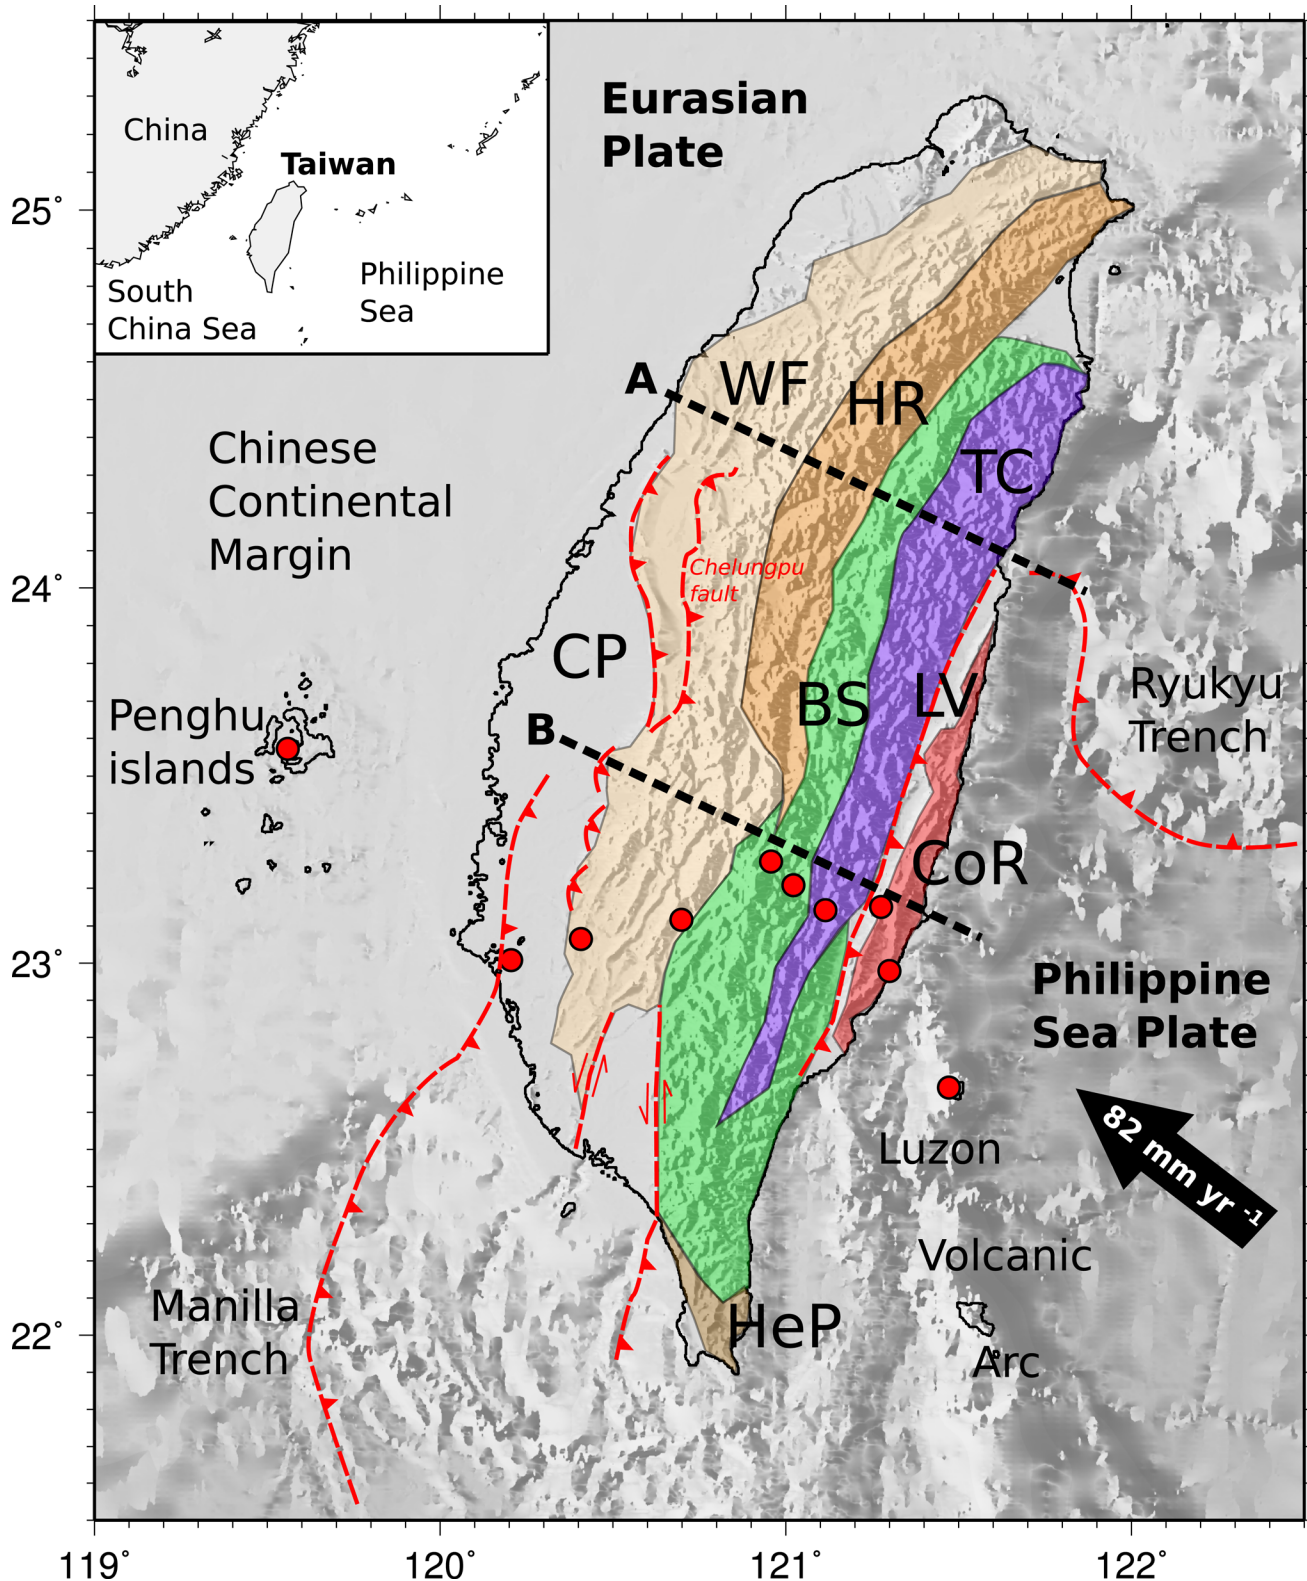 China
Taiwan
Philippine
Sea
South
China Sea
Eurasian
Plate
25°
A
WF
HR
TC
Chinese
Continental
Margin
24°
Chelungpu
fault
CP
BS
LV
Ryukyu
Trench
Penghu
islands
B
CoR
23°
Philippine
Sea Plate
82 mm yr -1
Luzon
Volcanic
Arc
Manilla
Trench
22°
HeP
119°
120°
121°
122°